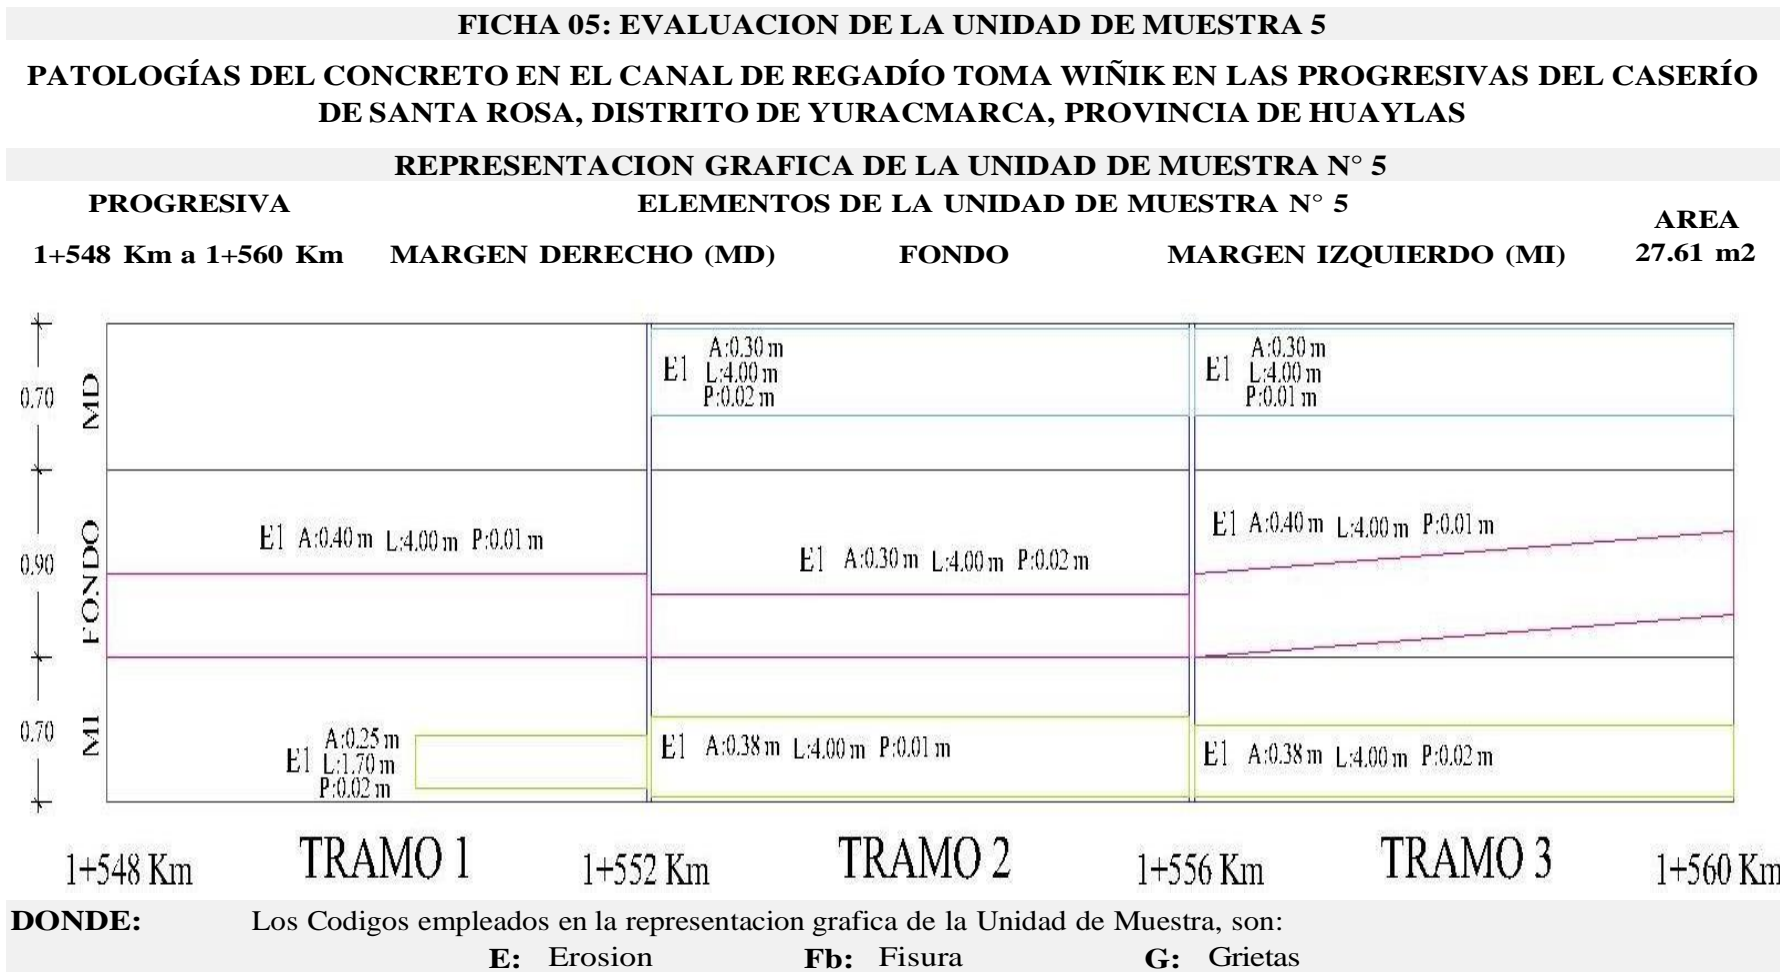 FICHA 05: EVALUACION DE LA UNIDAD DE MUESTRA 5
PATOLOGÍAS DEL CONCRETO EN EL CANAL DE REGADÍO TOMA WIÑIK EN LAS PROGRESIVAS DEL CASERÍO
DE SANTA ROSA, DISTRITO DE YURACMARCA, PROVINCIA DE HUAYLAS
REPRESENTACION GRAFICA DE LA UNIDAD DE MUESTRA N° 5
PROGRESIVA ELEMENTOS DE LA UNIDAD DE MUESTRA N° 5 AREA
1+548 Km a 1+560 Km MARGEN DERECHO (MD) FONDO MARGEN IZQUIERDO (MI) 27.61 m2
0.70 MD
E1 A:0.30 m
L:4.00 m
P:0.02 m
E1 A:0.30 m
L:4.00 m
P:0.01 m
0.90 FONDO
E1 A:0.40 m L:4.00 m P:0.01 m
E1 A:0.30 m L:4.00 m P:0.02 m
E1 A:0.40 m L:4.00 m P:0.01 m
0.70 MI
E1 A:0.25 m
L:1.70 m
P:0.02 m
E1 A:0.38 m L:4.00 m P:0.01 m
E1 A:0.38 m L:4.00 m P:0.02 m
1+548 Km TRAMO 1 1+552 Km TRAMO 2 1+556 Km TRAMO 3 1+560 Km
DONDE: Los Codigos empleados en la representacion grafica de la Unidad de Muestra, son:
E: Erosion Fb: Fisura G: Grietas